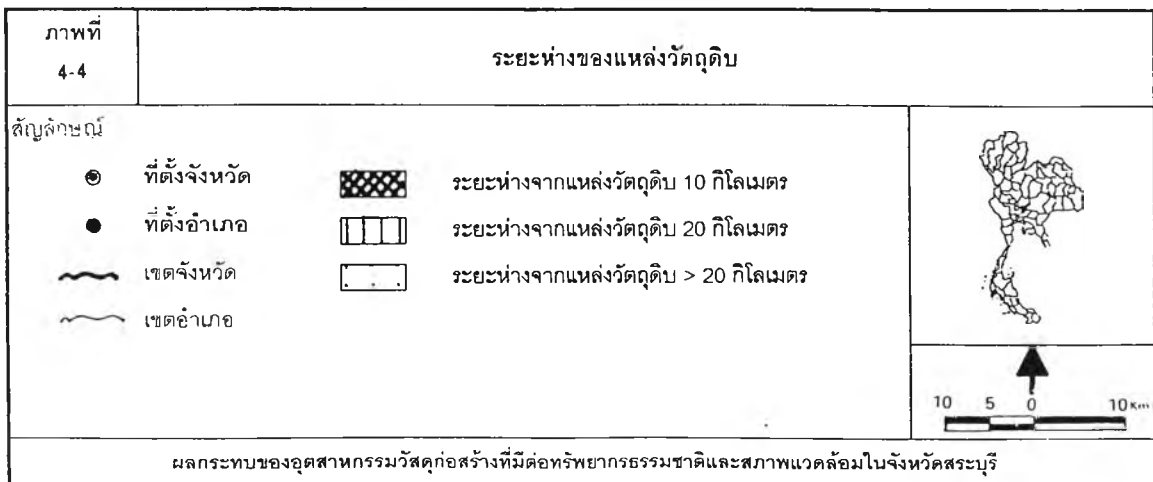 ภาพที่
4-4
ระยะห่างของแหล่งวัตถุดิบ
สัญลักษณ์
ที่ตั้งจังหวัด
ระยะห่างจากแหล่งวัตถุดิบ 10 กิโลเมตร
ที่ตั้งอำเภอ
ระยะห่างจากแหล่งวัตถุดิบ 20 กิโลเมตร
เขตจังหวัด
ระยะห่างจากแหล่งวัตถุดิบ > 20 กิโลเมตร
เขตอำเภอ
10 5 0 10 Km
ผลกระทบของอุตสาหกรรมวัสดุก่อสร้างที่มีต่อทรัพยากรธรรมชาติและสภาพแวดล้อมในจังหวัดสระบุรี